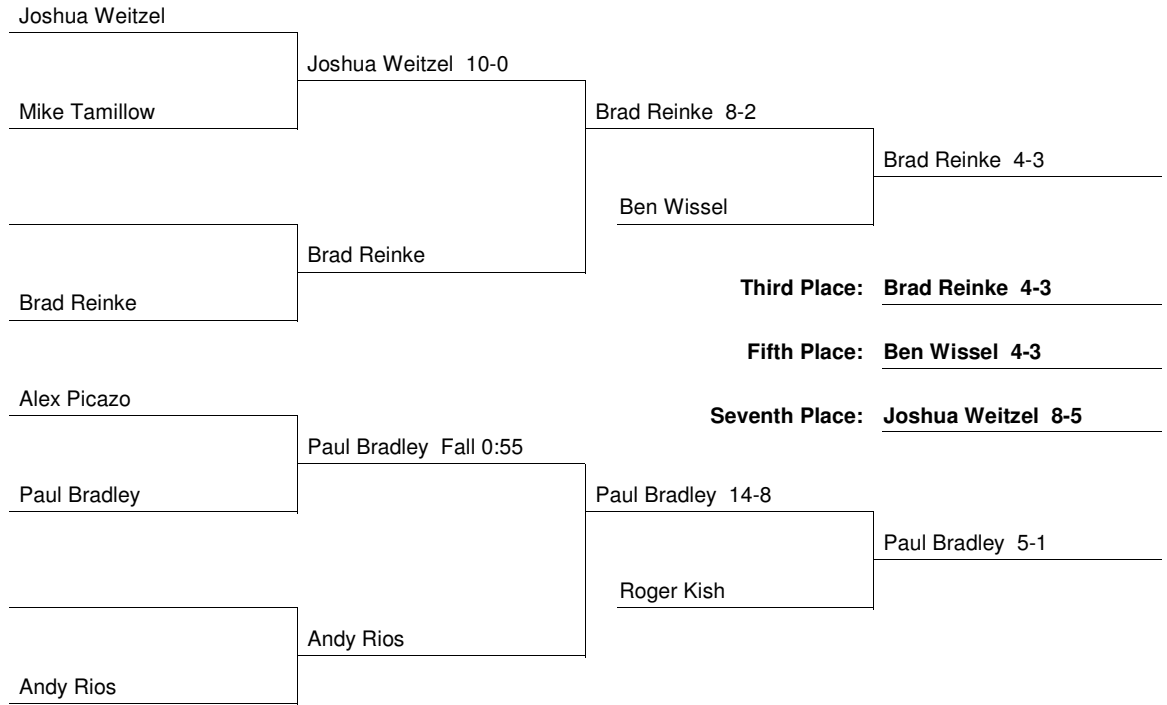 Joshua Weitzel
Joshua Weitzel 10-0
Mike Tamillow
Brad Reinke 8-2
Brad Reinke 4-3
Ben Wissel
Brad Reinke
Third Place: Brad Reinke 4-3
Brad Reinke
Fifth Place: Ben Wissel 4-3
Alex Picazo
Seventh Place: Joshua Weitzel 8-5
Paul Bradley Fall 0:55
Paul Bradley
Paul Bradley 14-8
Paul Bradley 5-1
Roger Kish
Andy Rios
Andy Rios